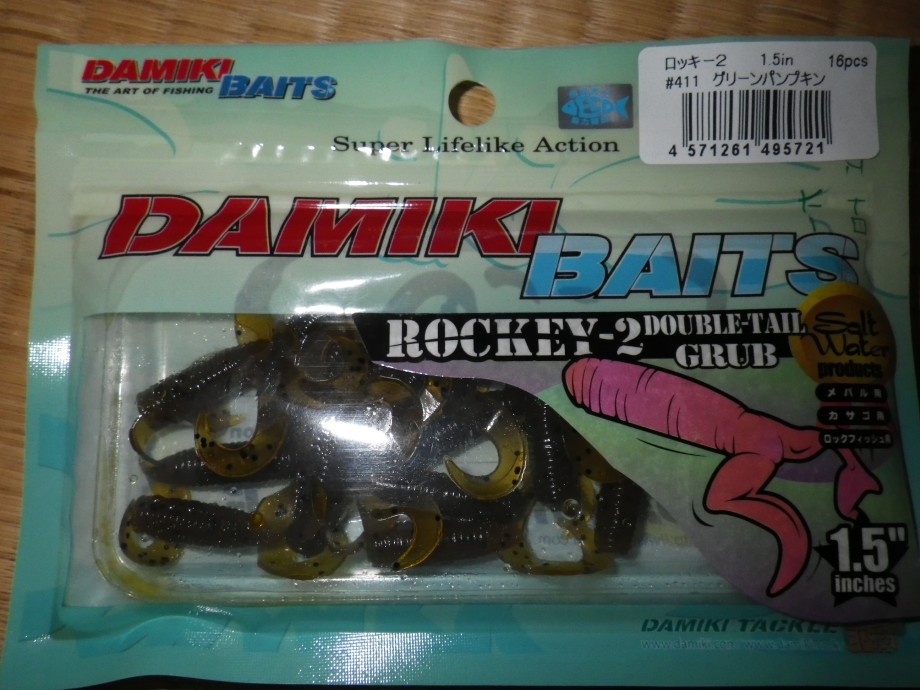 DAMIKI
THE ART OF FISHING
BAITS
Super Lifelike Action
ロッキー2 1.5in 16pcs
#411 グリーンパンプキン
4 571261 495721
DAMIKI
BAITS
ROCKEY-2 DOUBLE-TAIL
GRUB
Salt
Water
products
メバル用
カサゴ用
ロックフィッシュ用
1.5"
inches
DAMIKI TACKLE